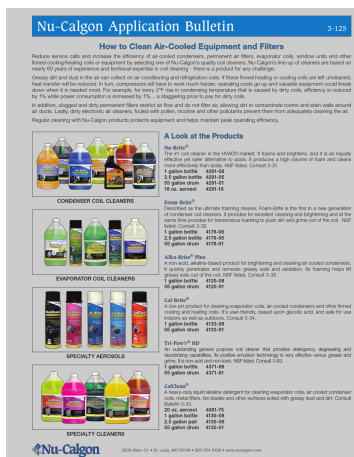 Nu-Calgon Application Bulletin
3-125
How to Clean Air-Cooled Equipment and Filters
Reduce service calls and increase the efficiency of air-cooled condensers, permanent air filters, evaporator coils, window units and other
finned cooling/heating coils or equipment by selecting one of Nu-Calgon's quality coil cleaners. Nu-Calgon's line-up of cleaners are based on
nearly 60 years of experience and technical expertise in coil cleaning - there is a product for any challenge.
Greasy dirt and dust in the air can collect on air conditioning and refrigeration coils. If these finned heating or cooling coils are left uncleaned,
heat transfer will be reduced. In turn, compressors will have to work much harder, operating costs go up and valuable equipment could break
down when it is needed most. For example, for every 2°F rise in condensing temperature that is caused by dirty coils, efficiency is reduced
by 1% while power consumption is increased by 1%... a staggering price to pay for dirty coils.
In addition, clogged and dirty permanent filters restrict air flow and do not filter air, allowing dirt to contaminate rooms and stain walls around
air ducts. Lastly, dirty electronic air cleaners, fouled with pollen, nicotine and other pollutants prevent them from adequately cleaning the air.
Regular cleaning with Nu-Calgon products protects equipment and helps maintain peak operating efficiency.
A Look at the Products
Nu-Brite®
The #1 coil cleaner in the HVACR market. It foams and brightens, and it is an equally
effective yet safer alternative to acids. It produces a high volume of foam and cleans
more effectively than acids. NSF listed. Consult 3-31.
1 gallon bottle 4291-08
2.5 gallon bottle 4291-05
55 gallon drum 4291-01
18 oz. aerosol 4291-18
CONDENSER COIL CLEANERS
Foam-Brite®
Described as the ultimate foaming cleaner. Foam-Brite is the first in a new generation
of condenser coil cleaners. It provides for excellent cleaning and brightening and at the
same time provides for tremendous foaming to push dirt and grime out of the coil. NSF
listed. Consult 3-32.
1 gallon bottle 4178-08
2.5 gallon bottle 4178-05
55 gallon drum 4178-01
Alka-Brite® Plus
A non-acid, alkaline-based product for brightening and cleaning air cooled condensers.
It quickly penetrates and removes greasy soils and oxidation. Its foaming helps lift
greasy soils out of the coil. NSF listed. Consult 3-36.
1 gallon bottle 4120-08
55 gallon drum 4120-01
EVAPORATOR COIL CLEANERS
Cal-Brite®
A low-pH product for cleaning evaporator coils, air-cooled condensers and other finned
cooling and heating coils. It's user-friendly, based upon glycolic acid, and safe for use
indoors as well as outdoors. Consult 3-34.
1 gallon bottle 4133-08
55 gallon drum 4133-01
Tri-Pow'r® HD
An outstanding general purpose coil cleaner that provides detergency, degreasing and
deodorizing capabilities. Its positive emulsion technology is very effective versus grease and
grime. It is non-acid and non-toxic. NSF listed. Consult 3-63.
1 gallon bottle 4371-88
55 gallon bottle 4371-81
SPECIALTY AEROSOLS
CalClean®
A heavy-duty liquid alkaline detergent for cleaning evaporator coils, air cooled condenser
coils, metal filters, fan blades and other surfaces soiled with grease dust and dirt. Consult
Bulletin 3-33.
20 oz. aerosol 4081-75
1 gallon bottle 4135-08
2.5 gallon pail 4135-06
55 gallon drum 4135-01
SPECIALTY CLEANERS
Nu-Calgon
2008 Altom Ct. • St. Louis, MO 63146 • 800-554-5499 • www.nucalgon.com